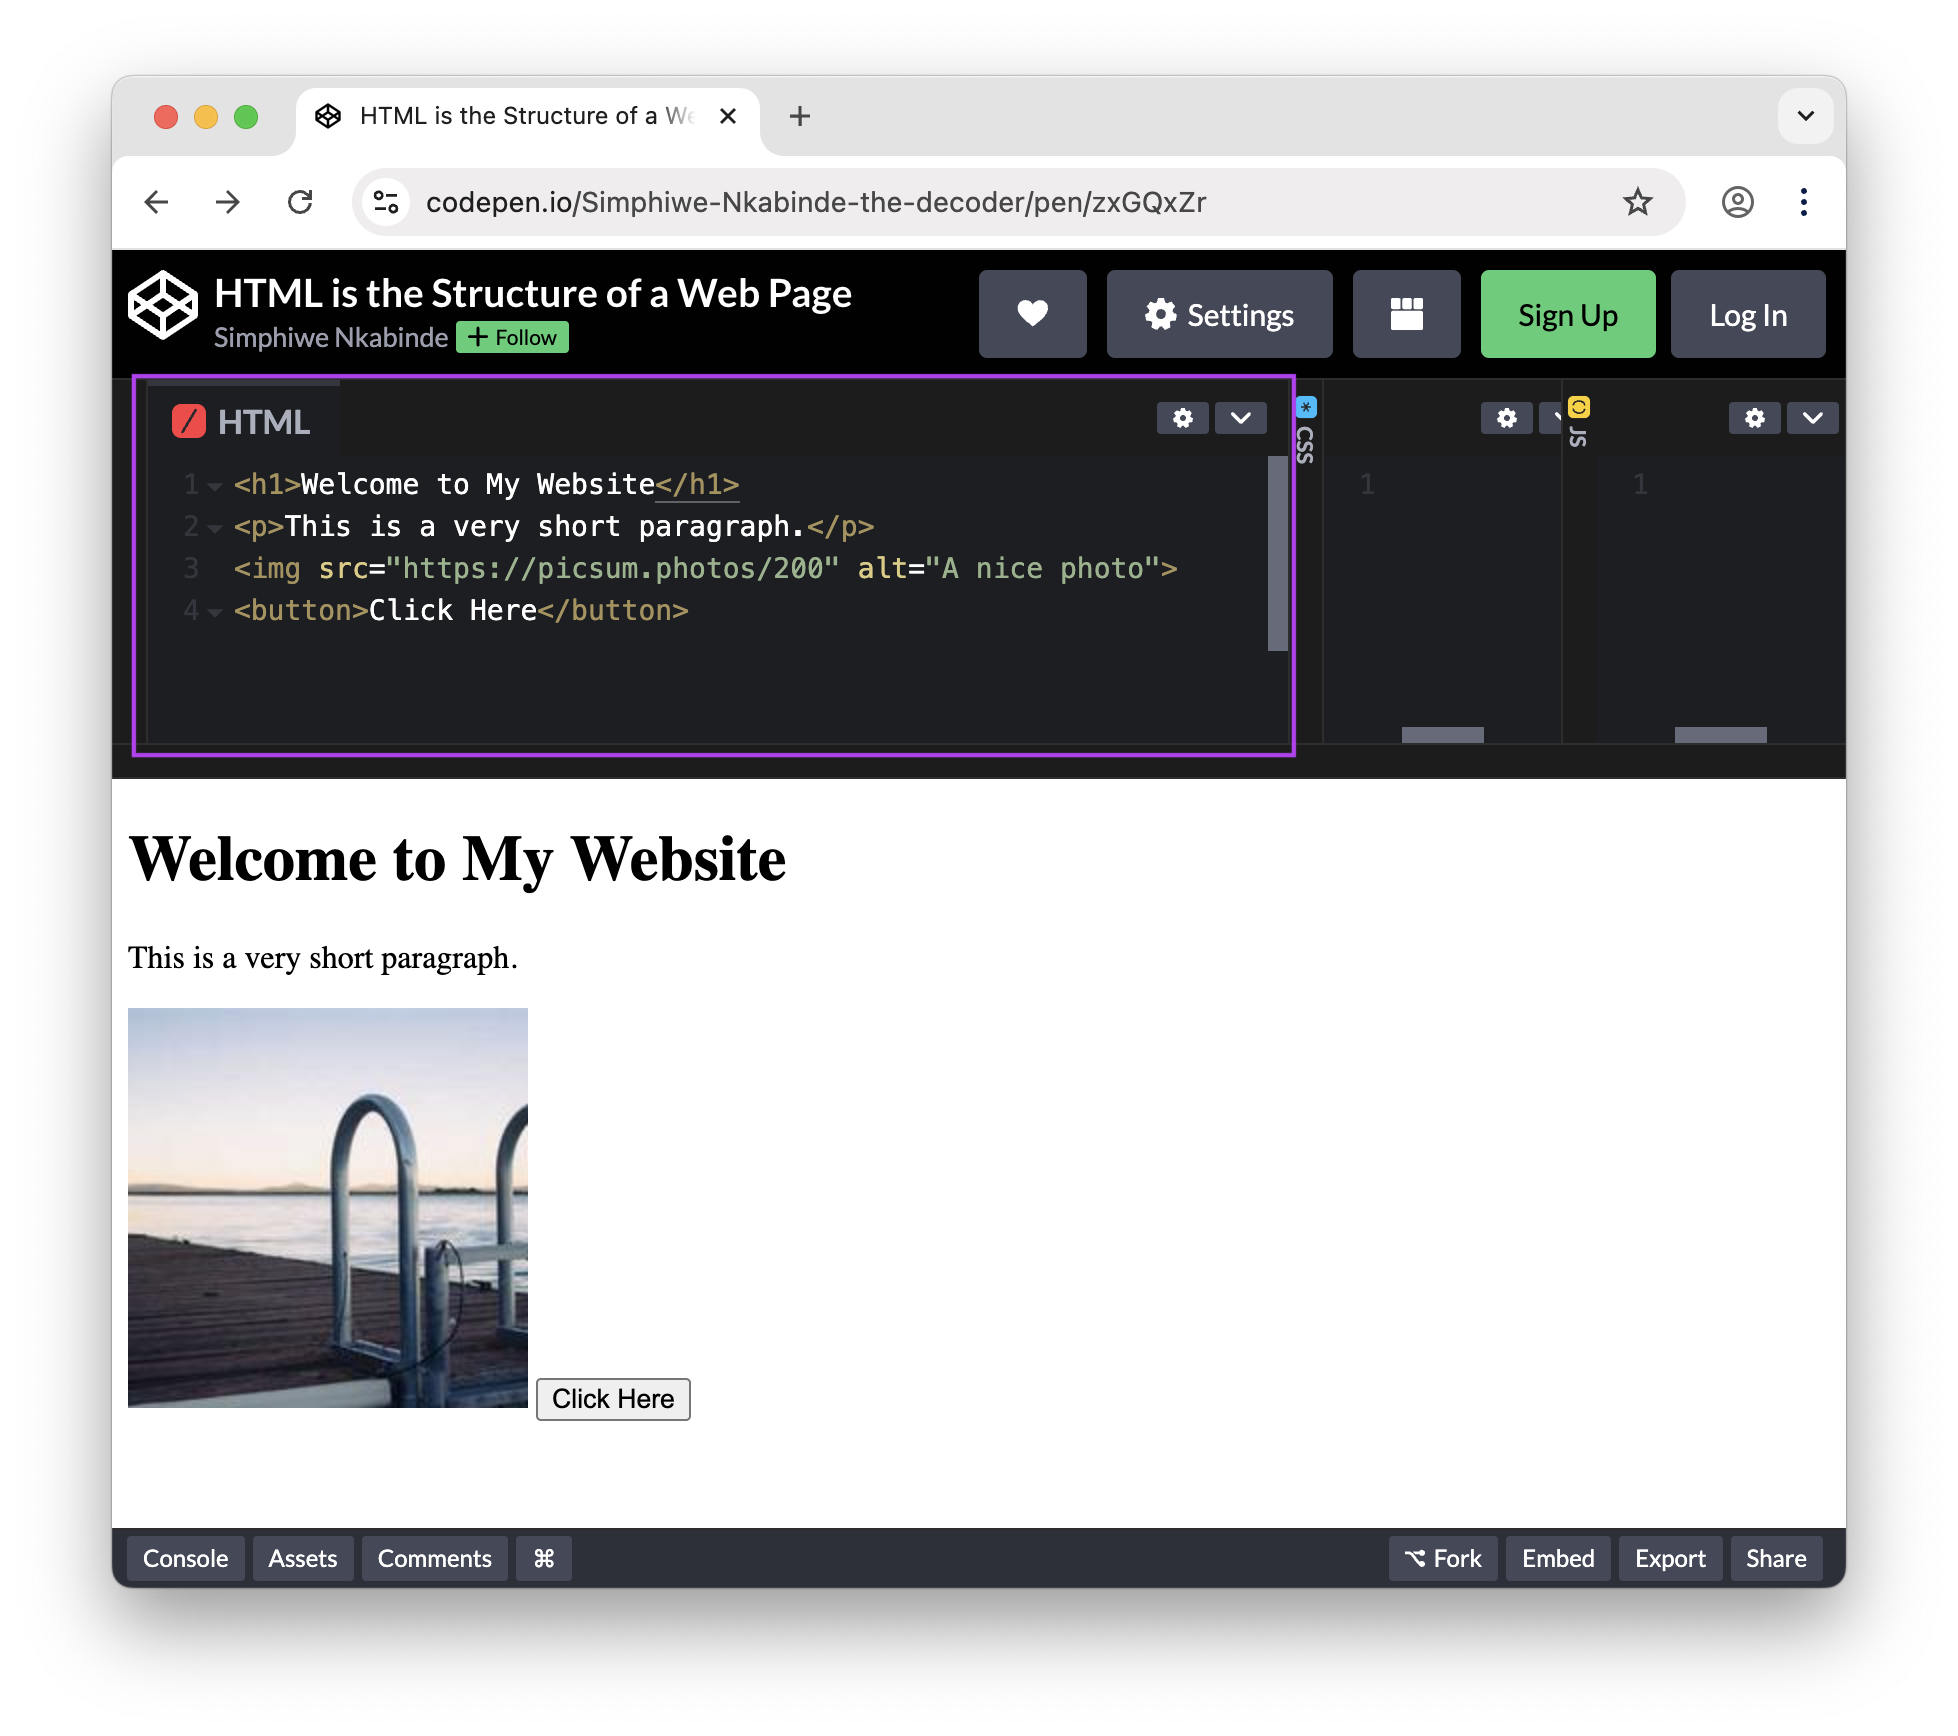 HTML is the Structure of a We
codepen.io/Simphiwe-Nkabinde-the-decoder/pen/zxGQxZr
HTML is the Structure of a Web Page
Simphiwe Nkabinde + Follow
Settings
Sign Up
Log In
HTML
1 <h1>Welcome to My Website</h1>
2 <p>This is a very short paragraph.</p>
3 <img src="https://picsum.photos/200" alt="A nice photo">
4 <button>Click Here</button>
* CSS
1
JS
1
Welcome to My Website
This is a very short paragraph.
Click Here
Console Assets Comments ⌘ Fork Embed Export Share